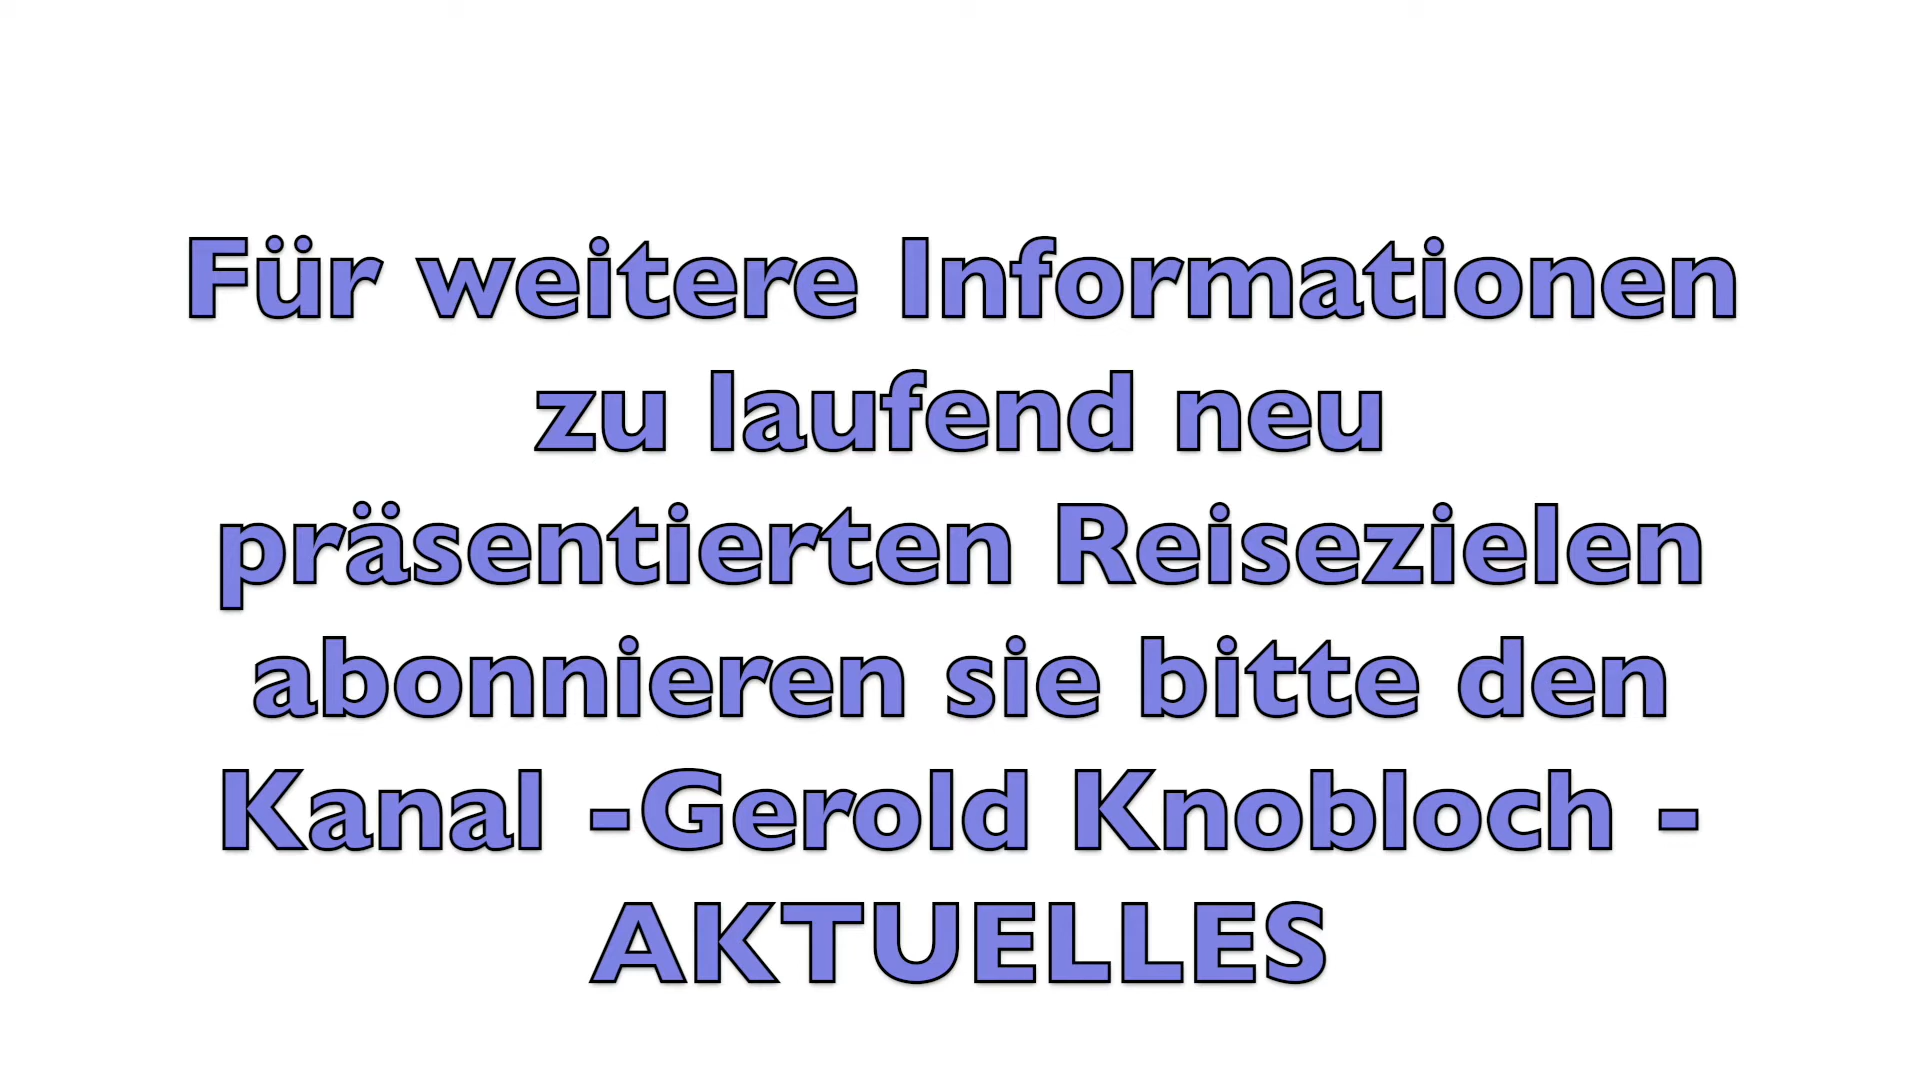 Für weitere Informationen
zu laufend neu
präsentierten Reisezielen
abonnieren sie bitte den
Kanal -Gerold Knobloch -
AKTUELLES